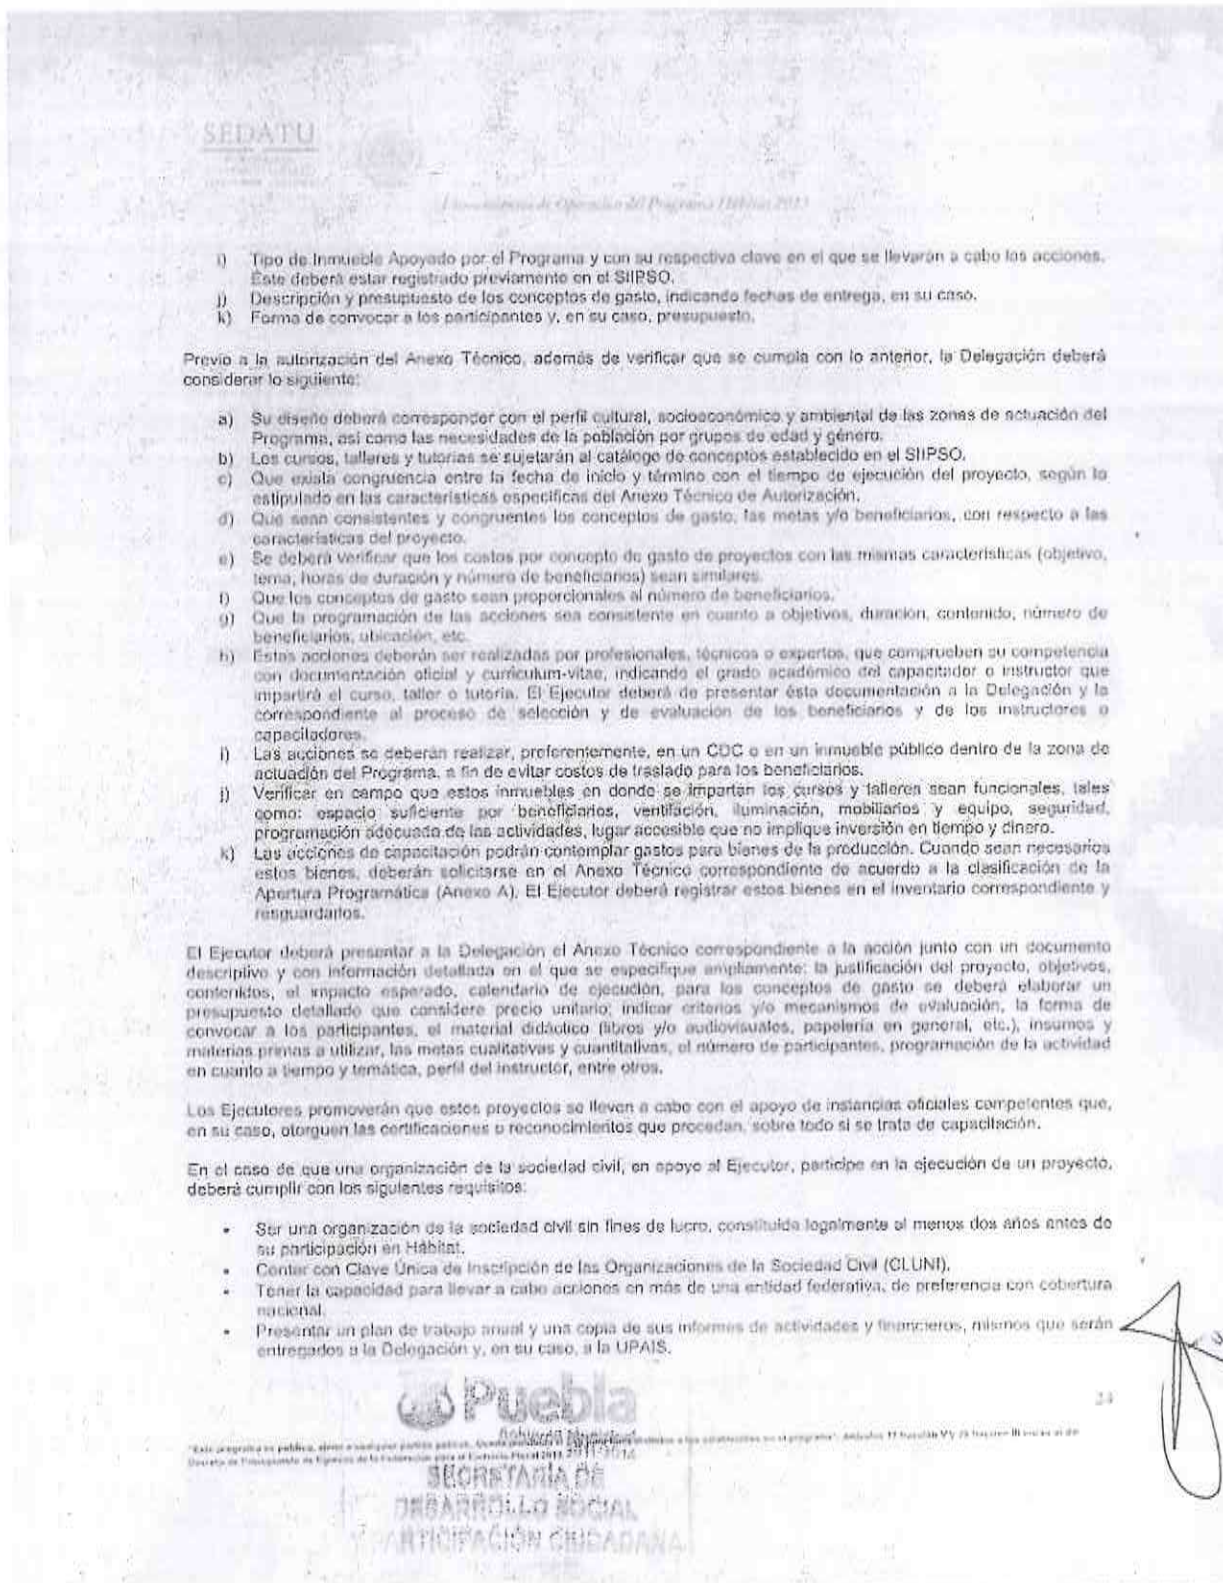 SEDATU
Lineamientos de Operación del Programa Hábitat 2013
i) Tipo de Inmueble Apoyado por el Programa y con su respectiva clave en el que se llevarán a cabo las acciones.
Éste deberá estar registrado previamente en el SIIPSO.
j) Descripción y presupuesto de los conceptos de gasto, indicando fechas de entrega, en su caso.
k) Forma de convocar a los participantes y, en su caso, presupuesto.
Previo a la autorización del Anexo Técnico, además de verificar que se cumpla con lo anterior, la Delegación deberá
considerar lo siguiente:
a) Su diseño deberá corresponder con el perfil cultural, socioeconómico y ambiental de las zonas de actuación del
Programa, así como las necesidades de la población por grupos de edad y género.
b) Los cursos, talleres y tutorías se sujetarán al catálogo de conceptos establecido en el SIIPSO.
c) Que exista congruencia entre la fecha de inicio y término con el tiempo de ejecución del proyecto, según lo
estipulado en las características específicas del Anexo Técnico de Autorización.
d) Que sean consistentes y congruentes los conceptos de gasto, las metas y/o beneficiarios, con respecto a las
características del proyecto.
e) Se deberá verificar que los costos por concepto de gasto de proyectos con las mismas características (objetivo,
tema, horas de duración y número de beneficiarios) sean similares.
f) Que los conceptos de gasto sean proporcionales al número de beneficiarios.
g) Que la programación de las acciones sea consistente en cuanto a objetivos, duración, contenido, número de
beneficiarios, ubicación, etc.
h) Estas acciones deberán ser realizadas por profesionales, técnicos o expertos, que comprueben su competencia
con documentación oficial y currículum-vitae, indicando el grado académico del capacitador o instructor que
impartirá el curso, taller o tutoría. El Ejecutor deberá de presentar ésta documentación a la Delegación y la
correspondiente al proceso de selección y de evaluación de los beneficiarios y de los instructores o
capacitadores.
i) Las acciones se deberán realizar, preferentemente, en un CDC o en un inmueble público dentro de la zona de
actuación del Programa, a fin de evitar costos de traslado para los beneficiarios.
j) Verificar en campo que estos inmuebles en donde se impartan los cursos y talleres sean funcionales, tales
como: espacio suficiente por beneficiarios, ventilación, iluminación, mobiliarios y equipo, seguridad,
programación adecuada de las actividades, lugar accesible que no implique inversión en tiempo y dinero.
k) Las acciones de capacitación podrán contemplar gastos para bienes de la producción. Cuando sean necesarios
estos bienes, deberán solicitarse en el Anexo Técnico correspondiente de acuerdo a la clasificación de la
Apertura Programática (Anexo A). El Ejecutor deberá registrar estos bienes en el inventario correspondiente y
resguardarlos.
El Ejecutor deberá presentar a la Delegación el Anexo Técnico correspondiente a la acción junto con un documento
descriptivo y con información detallada en el que se especifique ampliamente: la justificación del proyecto, objetivos,
contenidos, el impacto esperado, calendario de ejecución, para los conceptos de gasto se deberá elaborar un
presupuesto detallado que considere precio unitario; indicar criterios y/o mecanismos de evaluación, la forma de
convocar a los participantes, el material didáctico (libros y/o audiovisuales, papelería en general, etc.), insumos y
materias primas a utilizar, las metas cualitativas y cuantitativas, el número de participantes, programación de la actividad
en cuanto a tiempo y temática, perfil del instructor, entre otros.
Los Ejecutores promoverán que estos proyectos se lleven a cabo con el apoyo de instancias oficiales competentes que,
en su caso, otorguen las certificaciones o reconocimientos que procedan, sobre todo si se trata de capacitación.
En el caso de que una organización de la sociedad civil, en apoyo al Ejecutor, participe en la ejecución de un proyecto,
deberá cumplir con los siguientes requisitos:
• Ser una organización de la sociedad civil sin fines de lucro, constituida legalmente al menos dos años antes de
su participación en Hábitat.
• Contar con Clave Única de Inscripción de las Organizaciones de la Sociedad Civil (CLUNI).
• Tener la capacidad para llevar a cabo acciones en más de una entidad federativa, de preferencia con cobertura
nacional.
• Presentar un plan de trabajo anual y una copia de sus informes de actividades y financieros, mismos que serán
entregados a la Delegación y, en su caso, a la UPAIS.
Puebla
24
Gobierno Municipal
"Este programa es público, ajeno a cualquier partido político. Queda
Decreto de Presupuesto de Egresos de la Federación para el Ejercicio Fiscal 2013
SECRETARÍA DE
DESARROLLO SOCIAL
PARTICIPACIÓN CIUDADANA